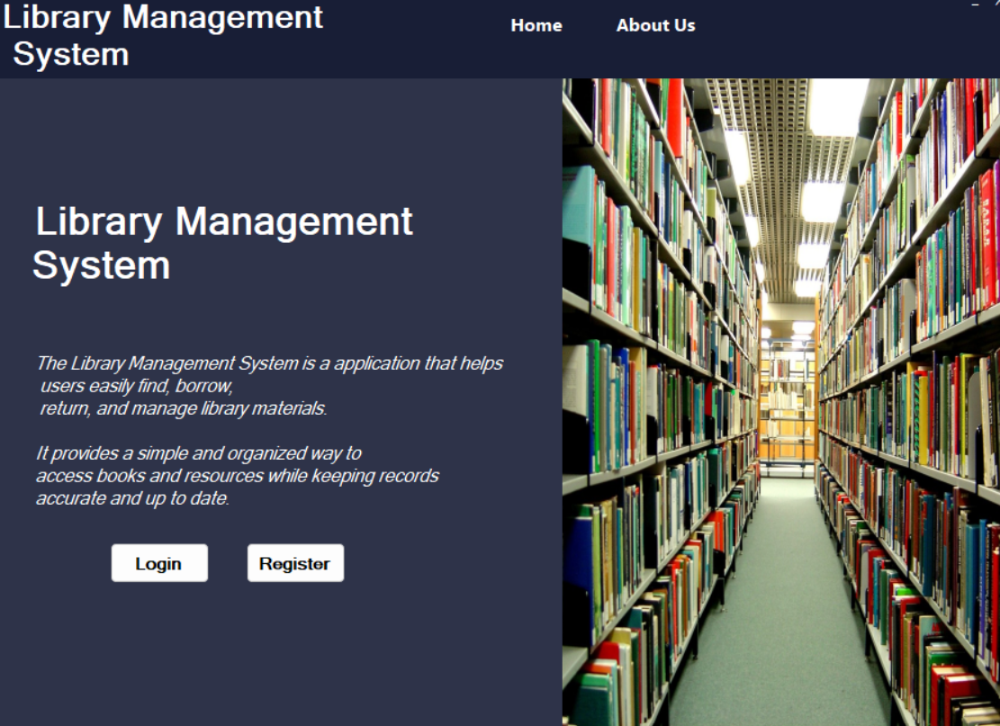 Library Management
System
Home
About Us
Library Management
System
The Library Management System is a application that helps
users easily find, borrow,
return, and manage library materials.
It provides a simple and organized way to
access books and resources while keeping records
accurate and up to date.
Login
Register